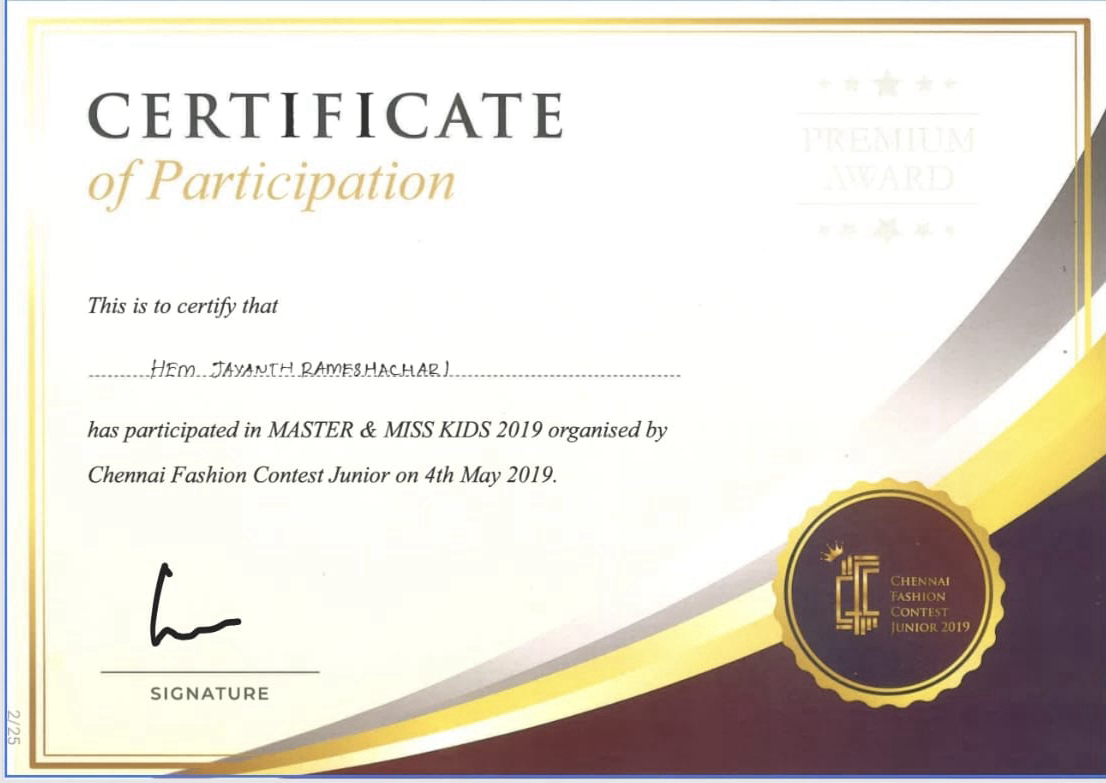 CERTIFICATE
of Participation
PREMIUM
AWARD
This is to certify that
HEM JAYANTH RAMESHACHARI
has participated in MASTER & MISS KIDS 2019 organised by
Chennai Fashion Contest Junior on 4th May 2019.
SIGNATURE
CHENNAI
FASHION
CONTEST
JUNIOR 2019
2/25